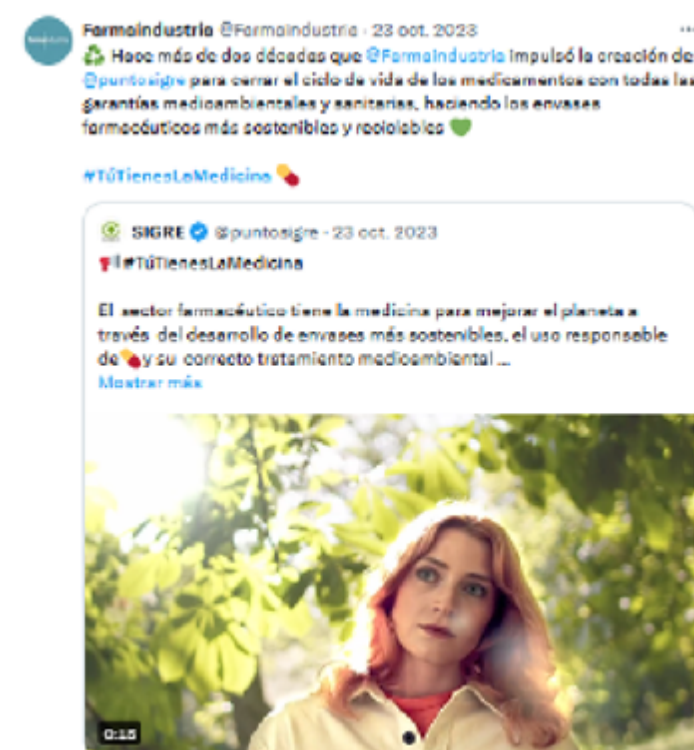 Farmaindustria @Farmaindustria · 23 oct. 2023
♻️ Hace más de dos décadas que @Farmaindustria impulsó la creación de
@puntosigre para cerrar el ciclo de vida de los medicamentos con todas las
garantías medioambientales y sanitarias, haciendo los envases
farmacéuticos más sostenibles y reciclables 💚
#TúTienesLaMedicina 💊
SIGRE @puntosigre · 23 oct. 2023
📢#TúTienesLaMedicina
El sector farmacéutico tiene la medicina para mejorar el planeta a
través del desarrollo de envases más sostenibles, el uso responsable
de 💊 y su correcto tratamiento medioambiental ...
Mostrar más